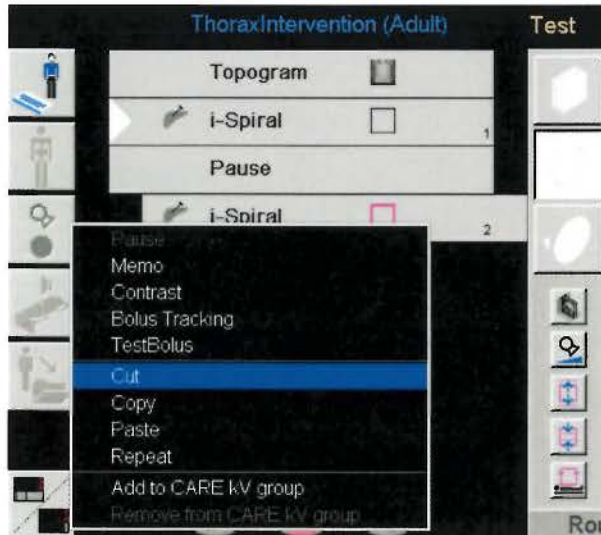 ThoraxIntervention (Adult)
Test
Topogram
i-Spiral
1
Pause
i-Spiral
2
Pause
Memo
Contrast
Bolus Tracking
TestBolus
Cut
Copy
Paste
Repeat
Add to CARE kV group
Remove from CARE kV group
Rou